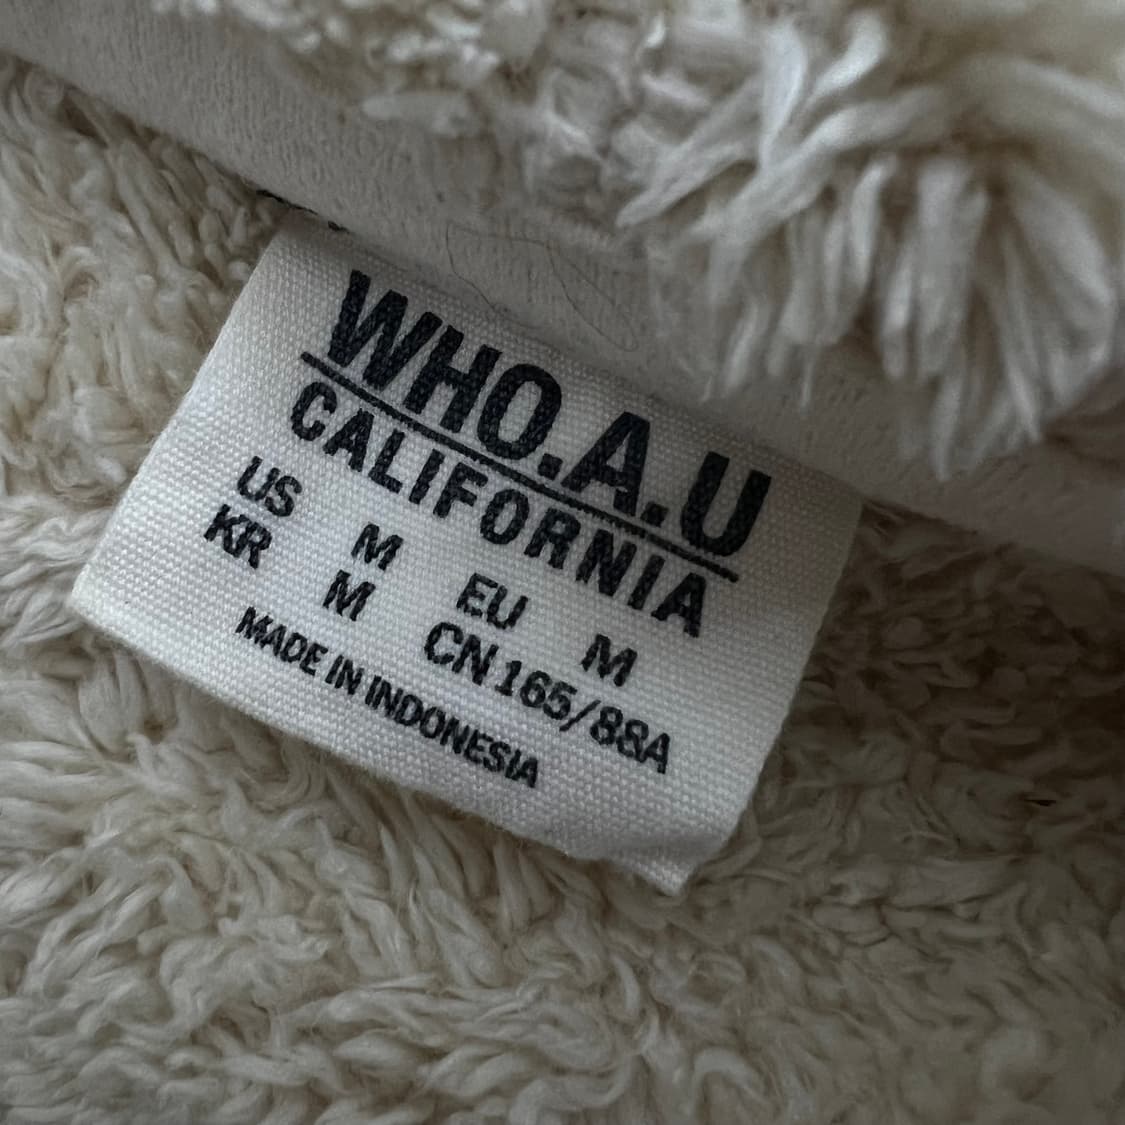 WHO.A.U
CALIFORNIA
US M EU M
KR M CN 165/88A
MADE IN INDONESIA